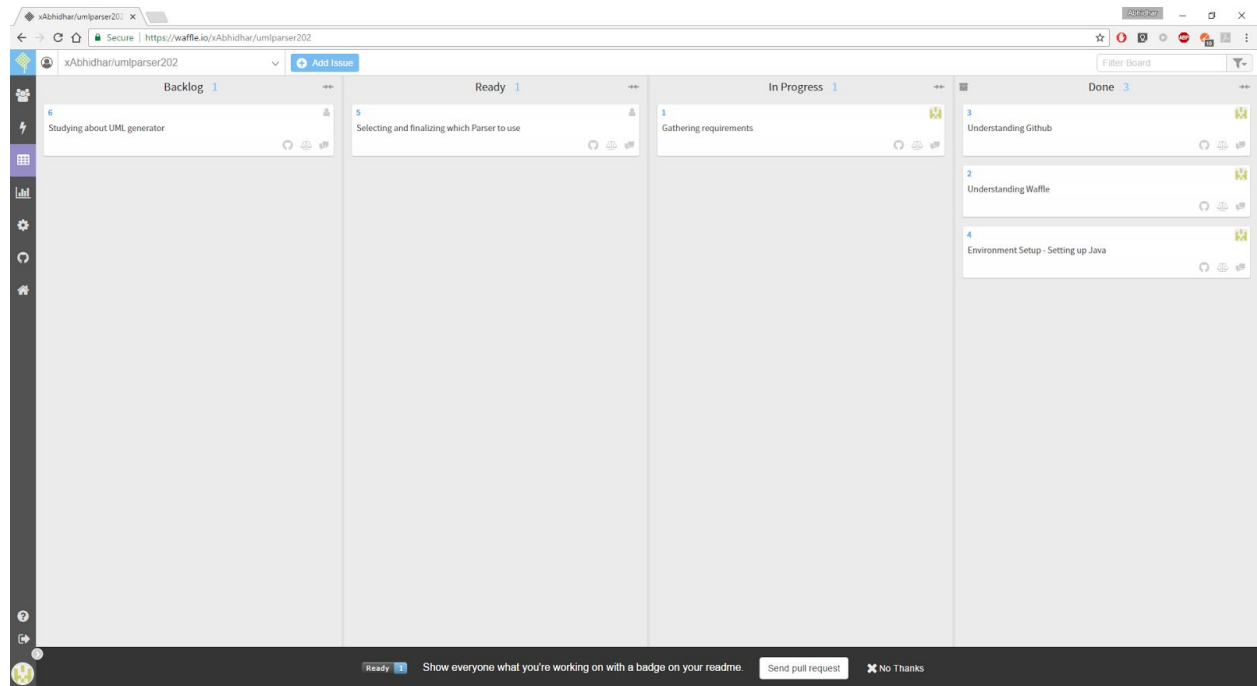 xAbhidhar/umlparser202
Abhidhar
Secure | https://waffle.io/xAbhidhar/umlparser202
ABP
10
xAbhidhar/umlparser202
Add Issue
Filter Board
Backlog 1
6
Studying about UML generator
Ready 1
5
Selecting and finalizing which Parser to use
In Progress 1
1
Gathering requirements
Done 3
3
Understanding Github
2
Understanding Waffle
4
Environment Setup - Setting up Java
Ready 1 Show everyone what you're working on with a badge on your readme. Send pull request No Thanks